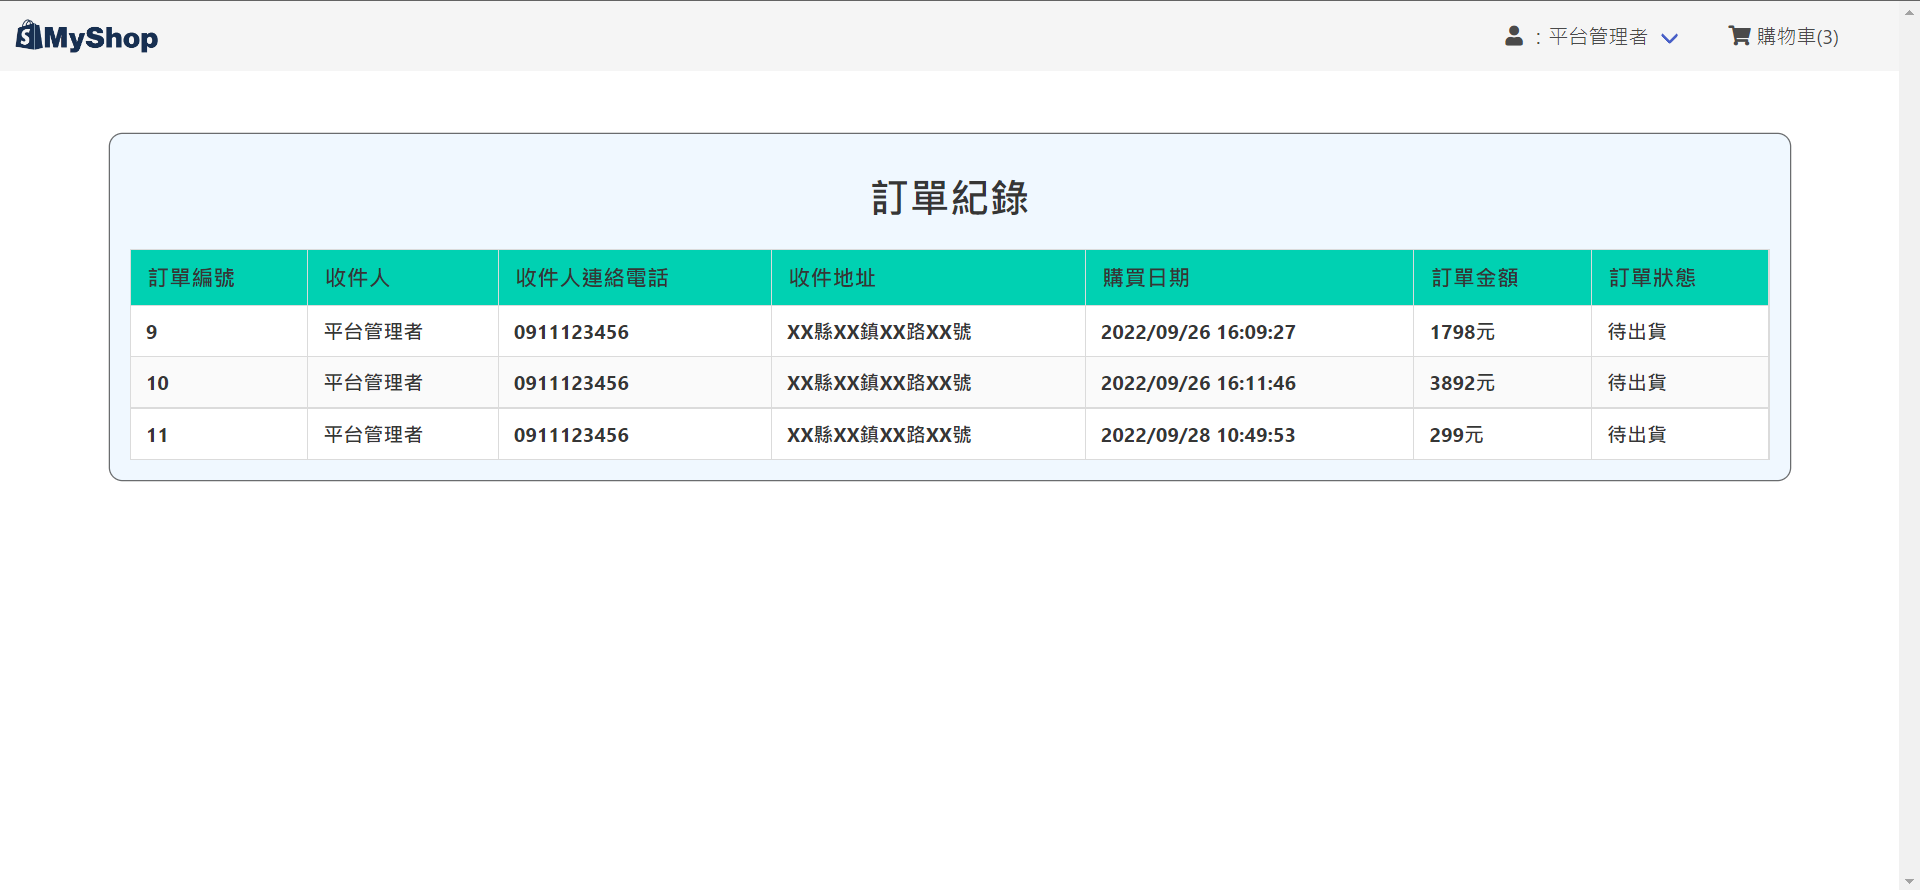 MyShop
：平台管理者
購物車(3)
訂單紀錄
訂單編號 收件人 收件人連絡電話 收件地址 購買日期 訂單金額 訂單狀態
9 平台管理者 0911123456 XX縣XX鎮XX路XX號 2022/09/26 16:09:27 1798元 待出貨
10 平台管理者 0911123456 XX縣XX鎮XX路XX號 2022/09/26 16:11:46 3892元 待出貨
11 平台管理者 0911123456 XX縣XX鎮XX路XX號 2022/09/28 10:49:53 299元 待出貨